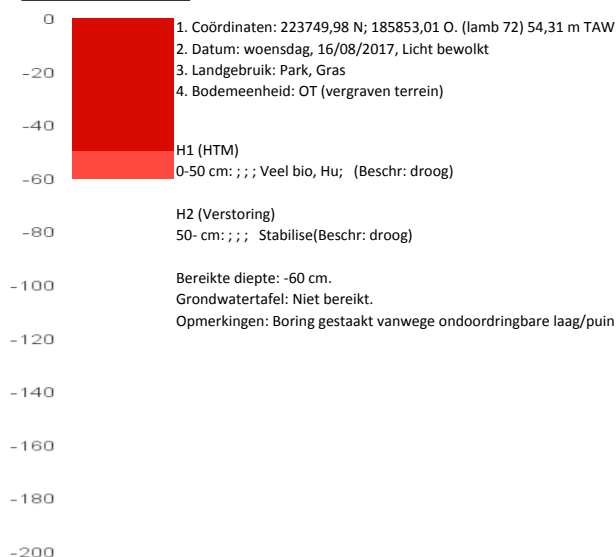 0
-20
-40
-60
-80
-100
-120
-140
-160
-180
-200
1. Coördinaten: 223749,98 N; 185853,01 O. (lamb 72) 54,31 m TAW
2. Datum: woensdag, 16/08/2017, Licht bewolkt
3. Landgebruik: Park, Gras
4. Bodemeenheid: OT (vergraven terrein)
H1 (HTM)
0-50 cm: ; ; ; Veel bio, Hu; (Beschr: droog)
H2 (Verstoring)
50- cm: ; ; ; Stabilise(Beschr: droog)
Bereikte diepte: -60 cm.
Grondwatertafel: Niet bereikt.
Opmerkingen: Boring gestaakt vanwege ondoordringbare laag/puin